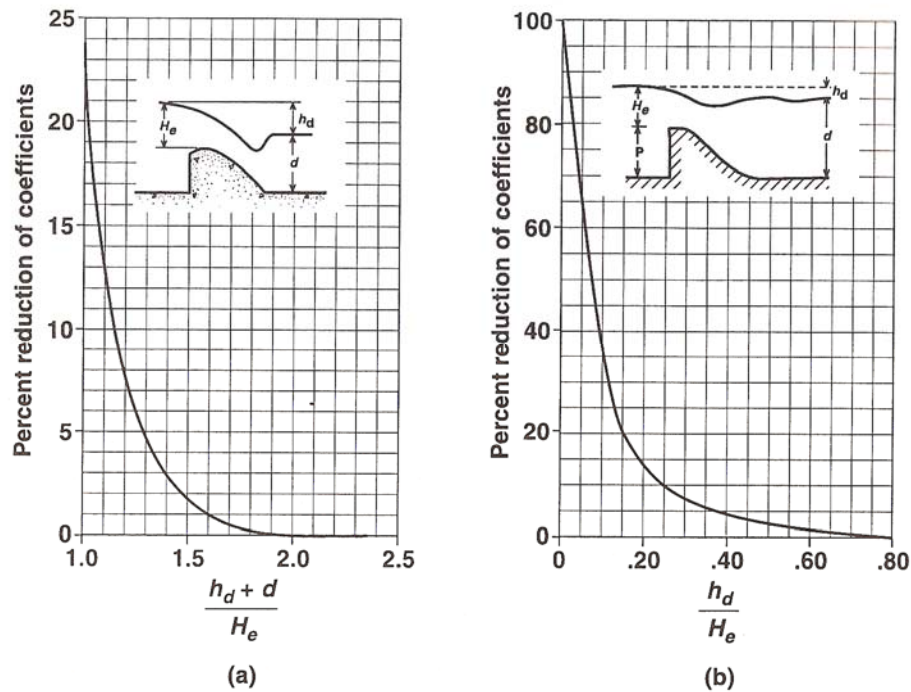 Percent reduction of coefficients
25
20
15
10
5
0
1.0 1.5 2.0 2.5
H_e
h_d
d
h_d + d
H_e
(a)
Percent reduction of coefficients
100
80
60
40
20
0
0 .20 .40 .60 .80
h_d
H_e
P
d
h_d
H_e
(b)